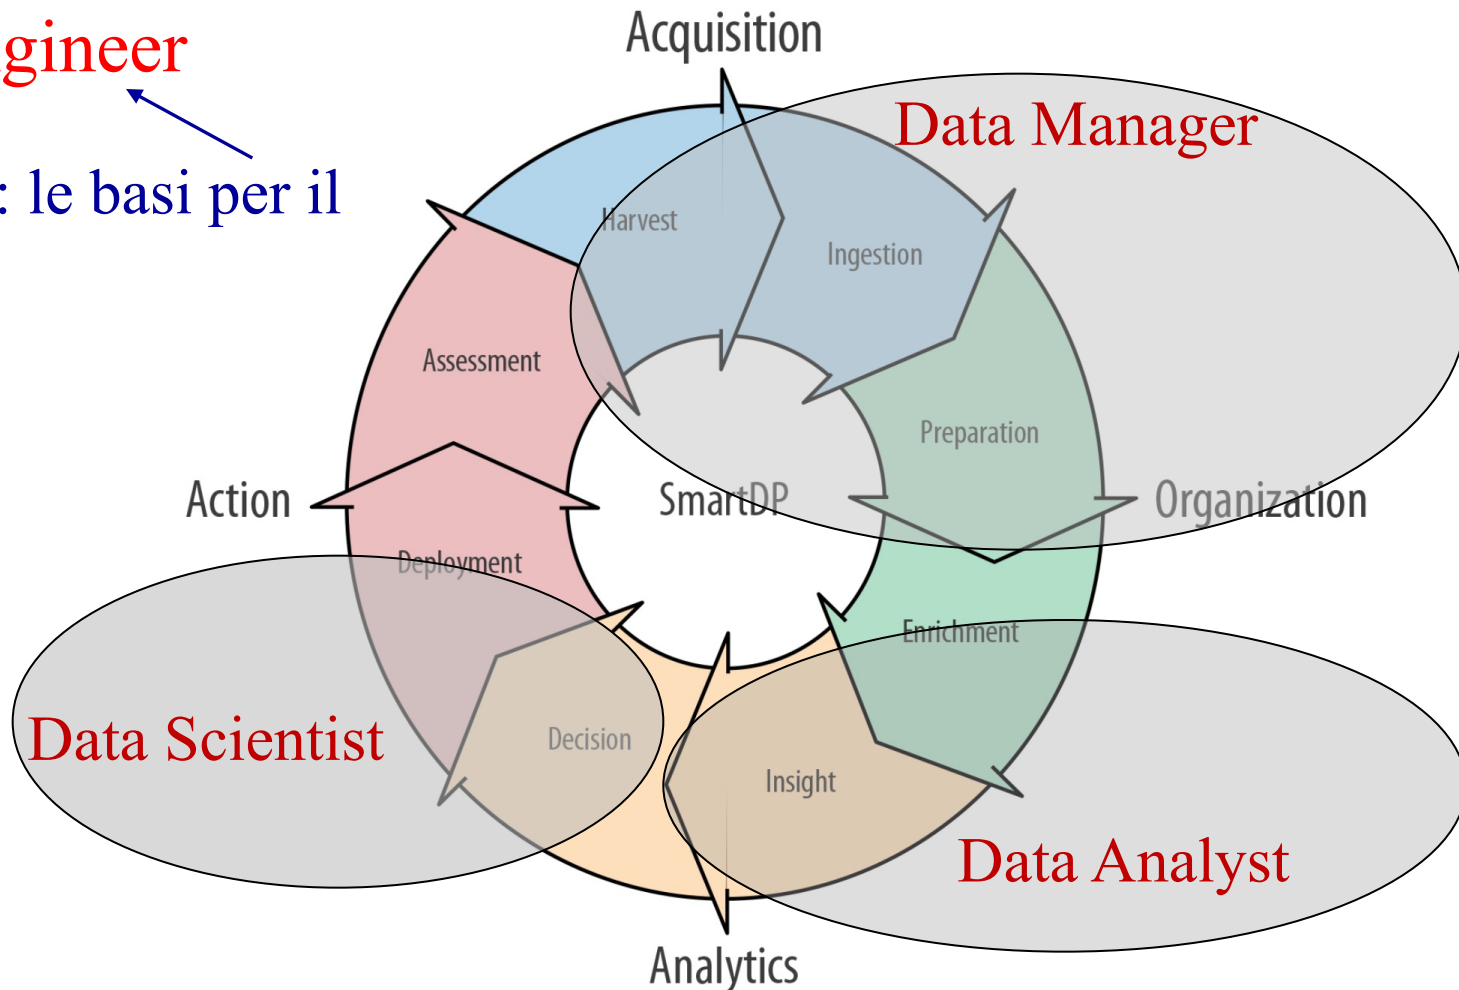 gineer
: le basi per il
Acquisition
Data Manager
Harvest
Ingestion
Assessment
Preparation
Action
SmartDP
Organization
Deployment
Enrichment
Data Scientist
Decision
Insight
Data Analyst
Analytics